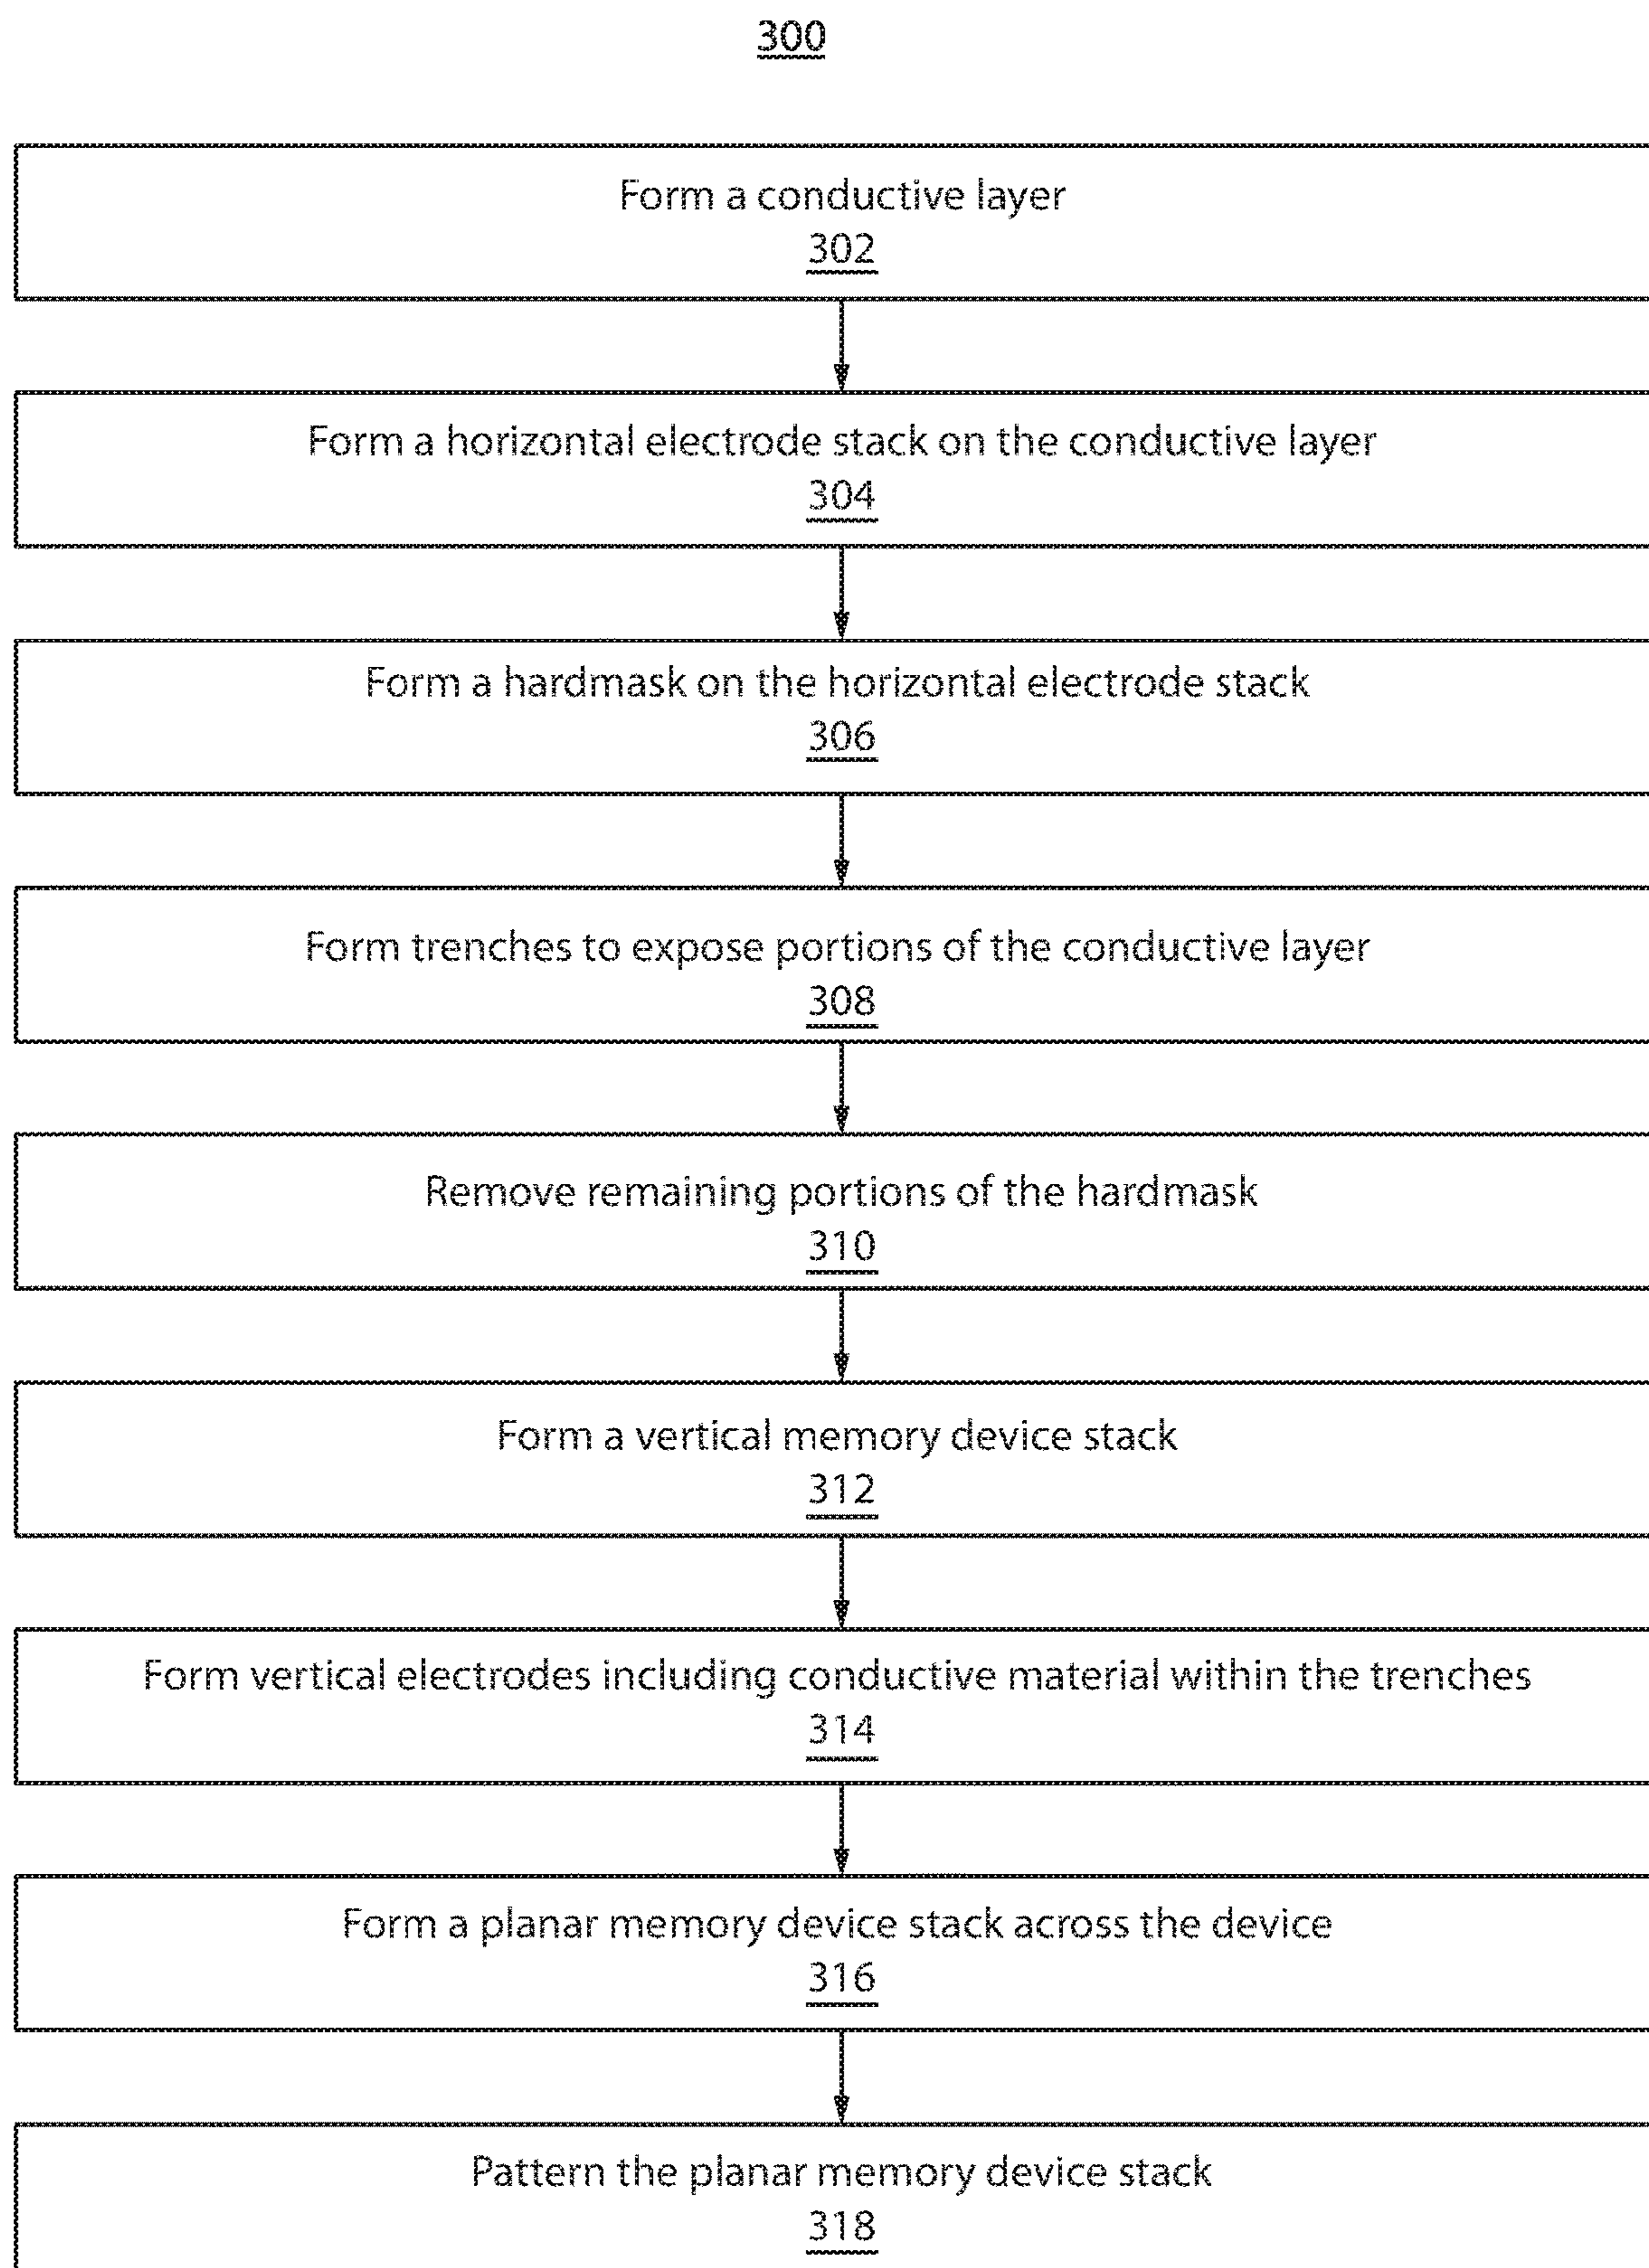 300
Form a conductive layer
302
Form a horizontal electrode stack on the conductive layer
304
Form a hardmask on the horizontal electrode stack
306
Form trenches to expose portions of the conductive layer
308
Remove remaining portions of the hardmask
310
Form a vertical memory device stack
312
Form vertical electrodes including conductive material within the trenches
314
Form a planar memory device stack across the device
316
Pattern the planar memory device stack
318